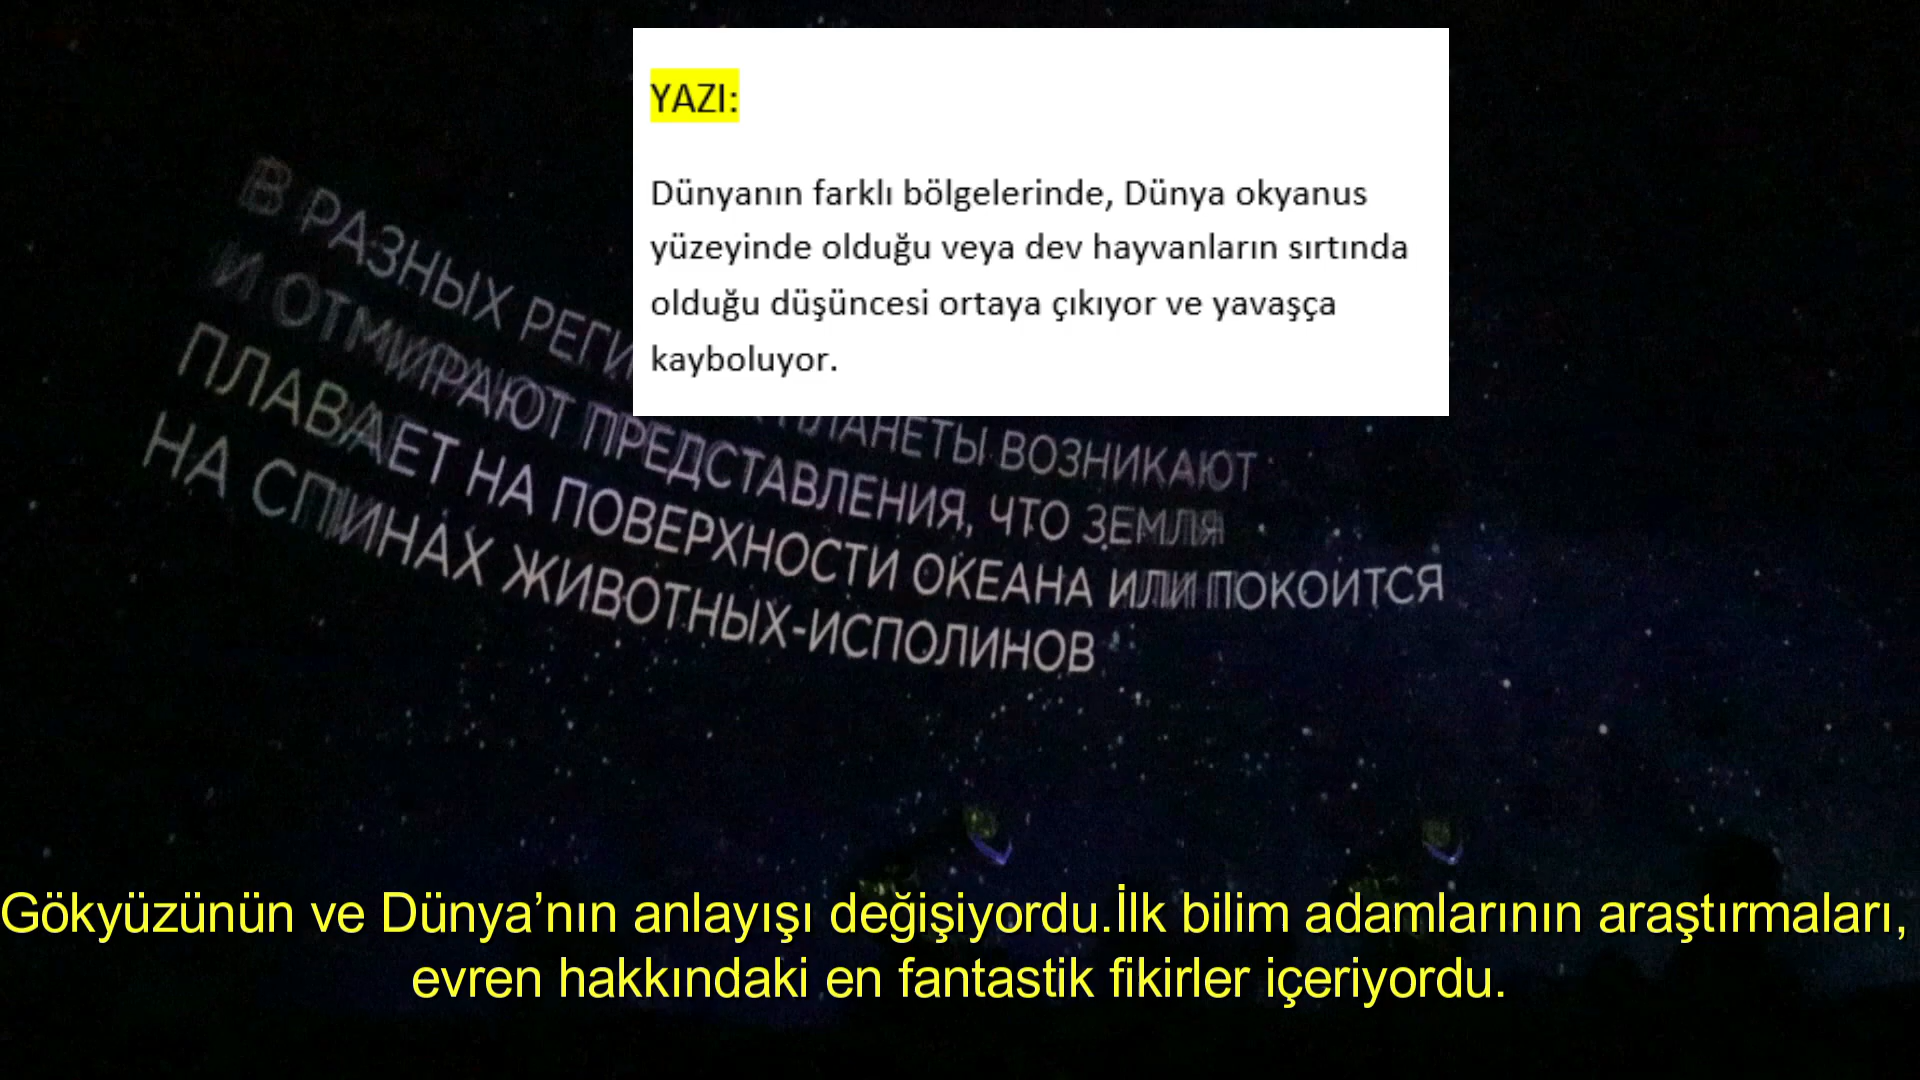 YAZI:
Dünyanın farklı bölgelerinde, Dünya okyanus
yüzeyinde olduğu veya dev hayvanların sırtında
olduğu düşüncesi ortaya çıkıyor ve yavaşça
kayboluyor.
В РАЗНЫХ ПЛАНЕТЫ ВОЗНИКАЮТ
И ОТМИРАЮТ ПРЕДСТАВЛЕНИЯ, ЧТО ЗЕМЛЯ
ПЛАВАЕТ НА ПОВЕРХНОСТИ ОКЕАНА ИЛИ ПОКОИТСЯ
НА СПИНАХ ЖИВОТНЫХ-ИСПОЛИНОВ
Gökyüzünün ve Dünya’nın anlayışı değişiyordu.İlk bilim adamlarının araştırmaları,
evren hakkındaki en fantastik fikirler içeriyordu.